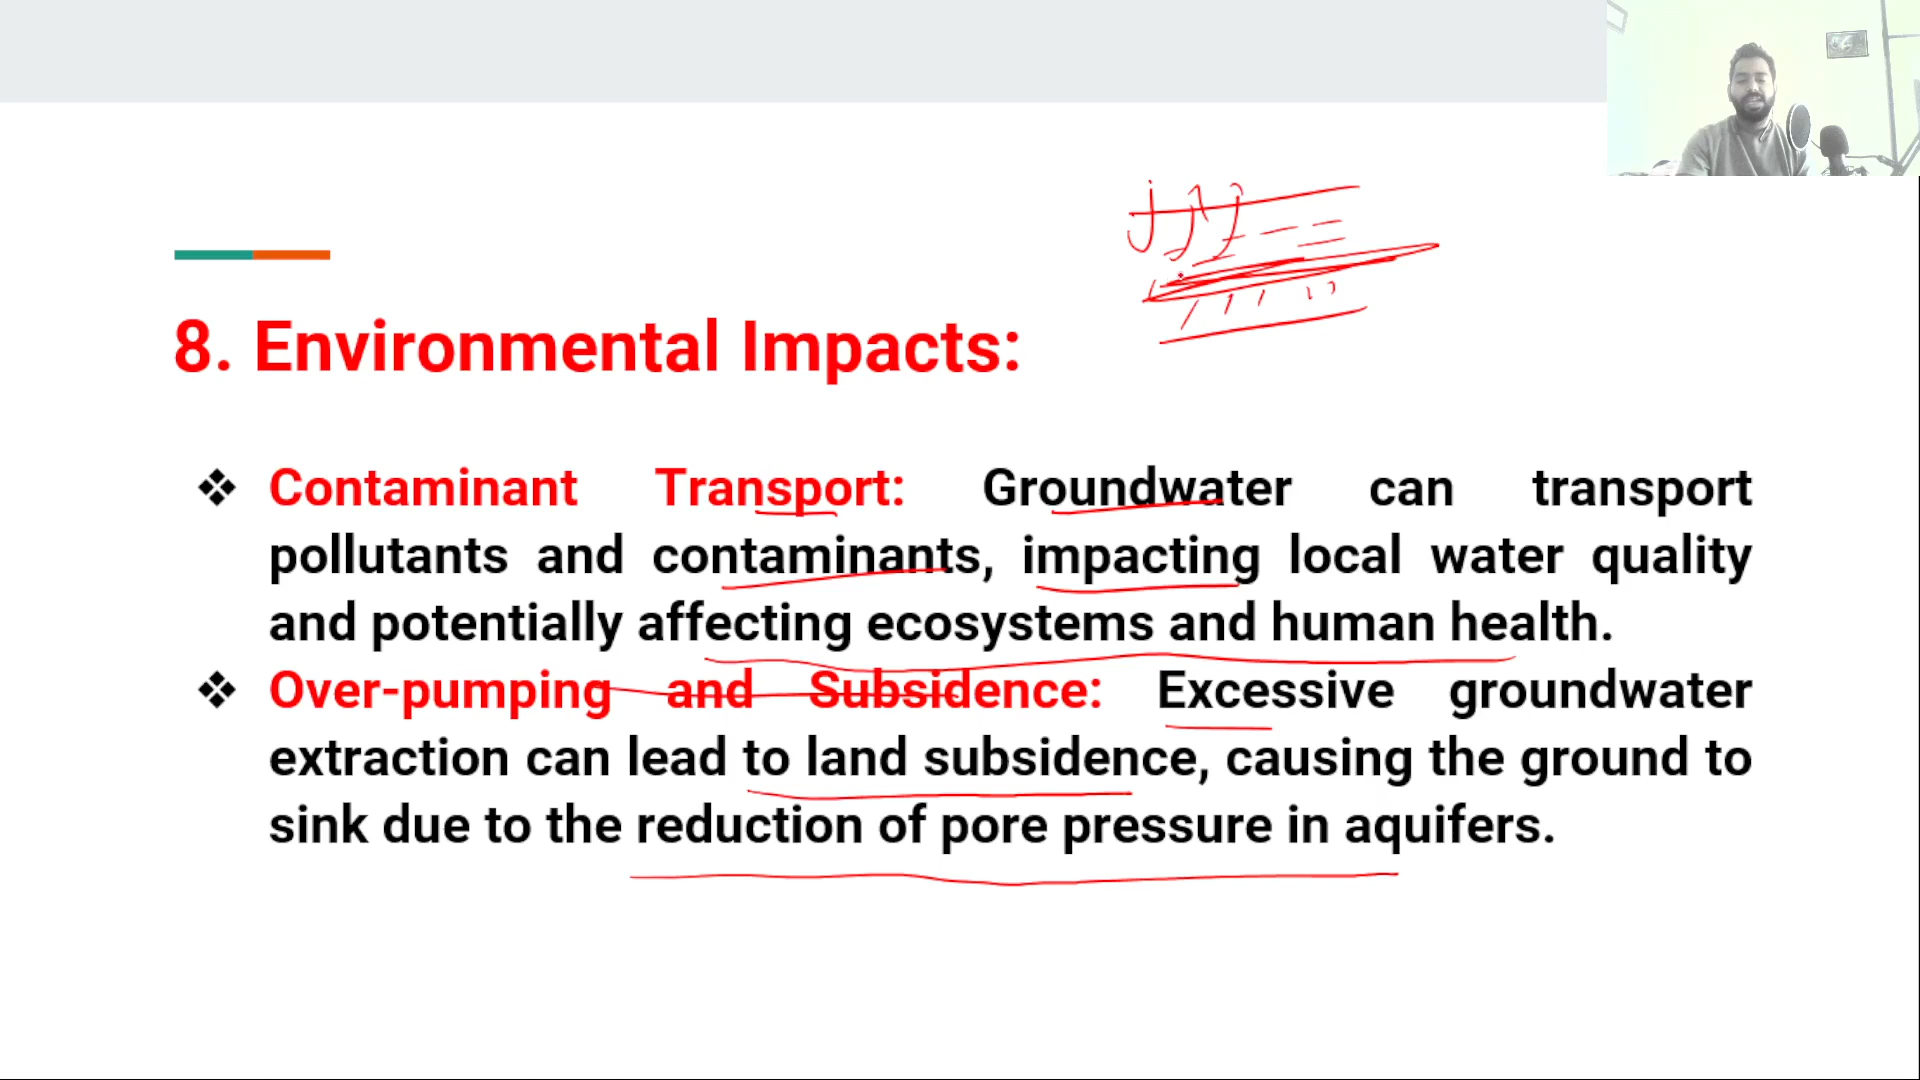 8. Environmental Impacts:
❖ Contaminant Transport: Groundwater can transport
pollutants and contaminants, impacting local water quality
and potentially affecting ecosystems and human health.
❖ Over-pumping and Subsidence: Excessive groundwater
extraction can lead to land subsidence, causing the ground to
sink due to the reduction of pore pressure in aquifers.